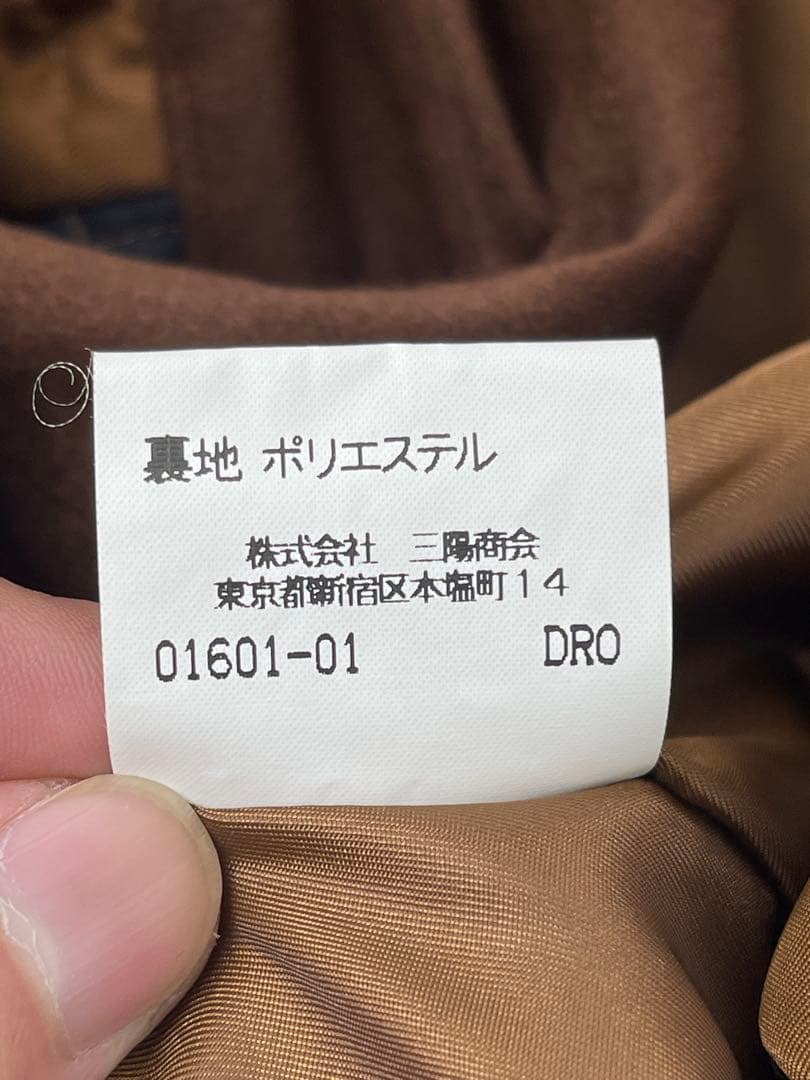 裏地 ポリエステル
株式会社 三陽商会
東京都新宿区本塩町14
01601-01 DRO